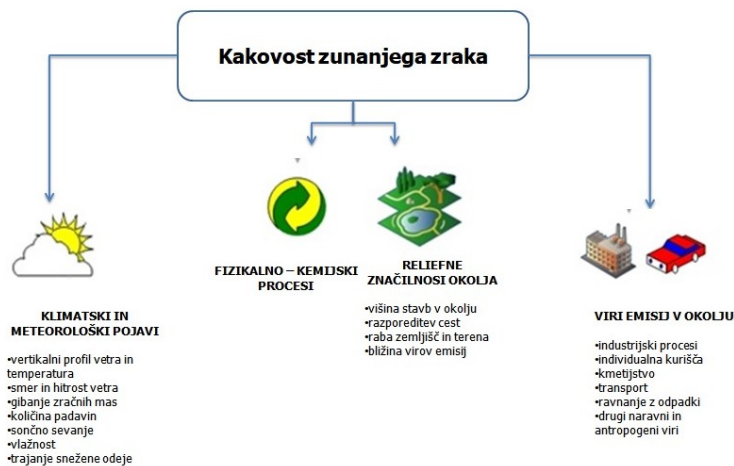 Kakovost zunanjega zraka
KLIMATSKI IN
METEOROLOŠKI POJAVI
•vertikalni profil vetra in
temperatura
•smer in hitrost vetra
•gibanje zračnih mas
•količina padavin
•sončno sevanje
•vlažnost
•trajanje snežene odeje
FIZIKALNO – KEMIJSKI
PROCESI
RELIEFNE
ZNAČILNOSI OKOLJA
•višina stavb v okolju
•razporeditev cest
•raba zemljišč in terena
•bližina virov emisij
VIRI EMISIJ V OKOLJU
•industrijski procesi
•individualna kurišča
•kmetijstvo
•transport
•ravnanje z odpadki
•drugi naravni in
antropogeni viri